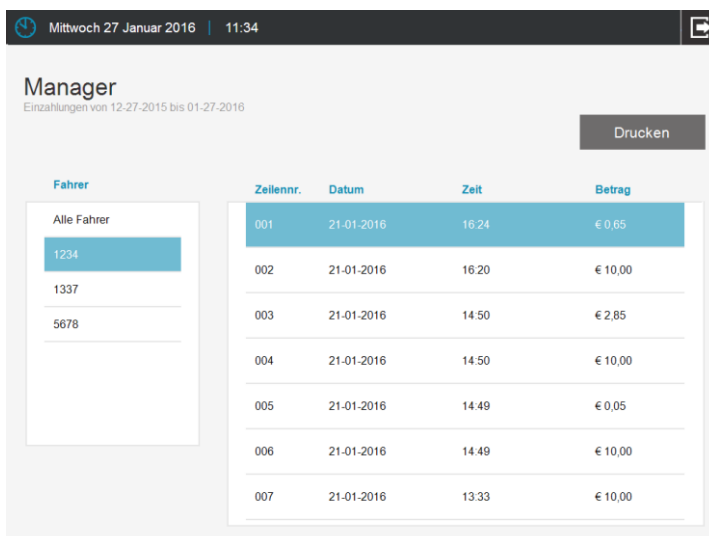 Mittwoch 27 Januar 2016 | 11:34
Manager
Einzahlungen von 12-27-2015 bis 01-27-2016
Drucken
Fahrer
Alle Fahrer
1234
1337
5678
Zeilennr. Datum Zeit Betrag
001 21-01-2016 16:24 € 0,65
002 21-01-2016 16:20 € 10,00
003 21-01-2016 14:50 € 2,85
004 21-01-2016 14:50 € 10,00
005 21-01-2016 14:49 € 0,05
006 21-01-2016 14:49 € 10,00
007 21-01-2016 13:33 € 10,00